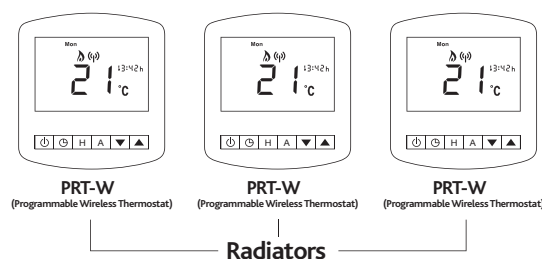 Mon
21 °C 13:42h
H A
PRT-W
(Programmable Wireless Thermostat)
Mon
21 °C 13:42h
H A
PRT-W
(Programmable Wireless Thermostat)
Mon
21 °C 13:42h
H A
PRT-W
(Programmable Wireless Thermostat)
Radiators